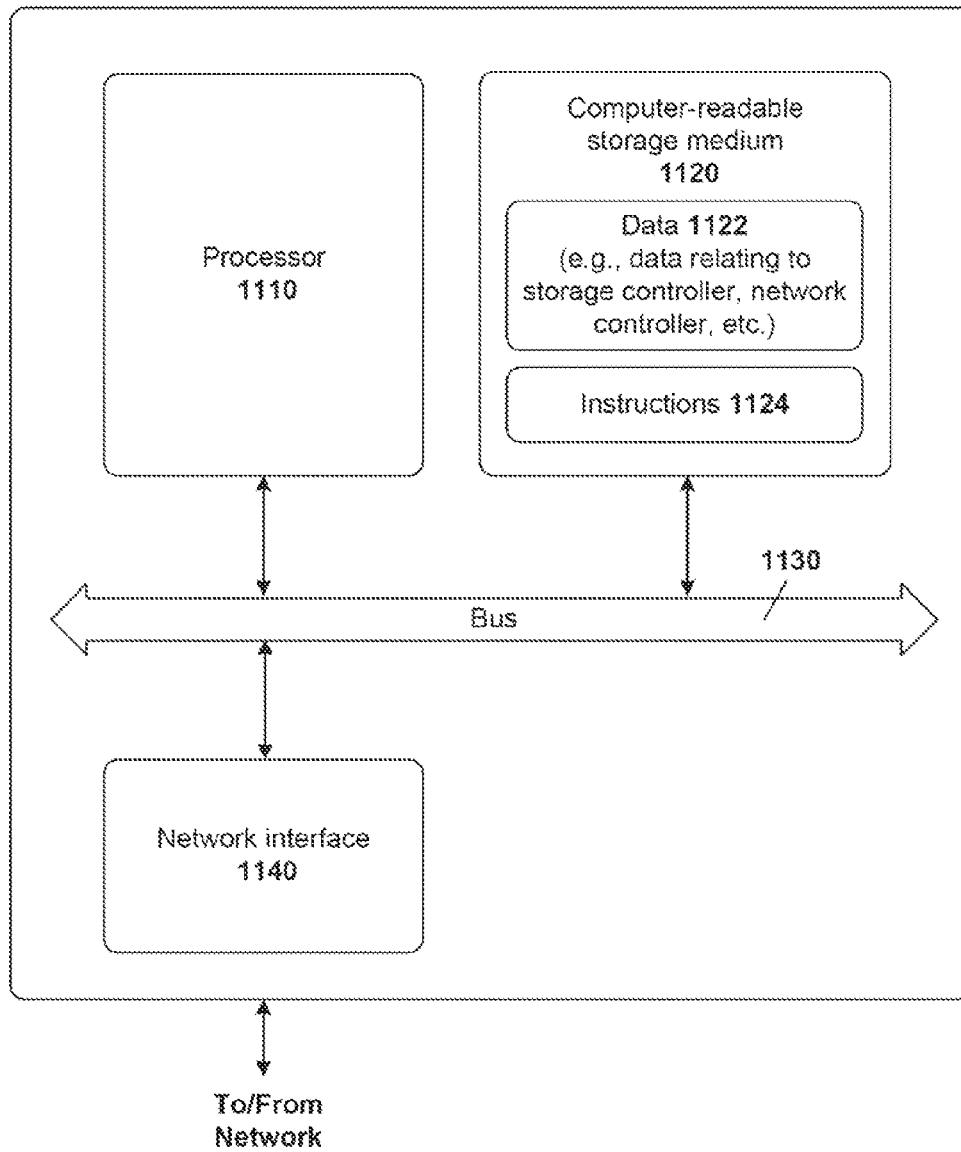 Processor
1110
Computer-readable
storage medium
1120
Data 1122
(e.g., data relating to
storage controller, network
controller, etc.)
Instructions 1124
1130
Bus
Network interface
1140
To/From
Network